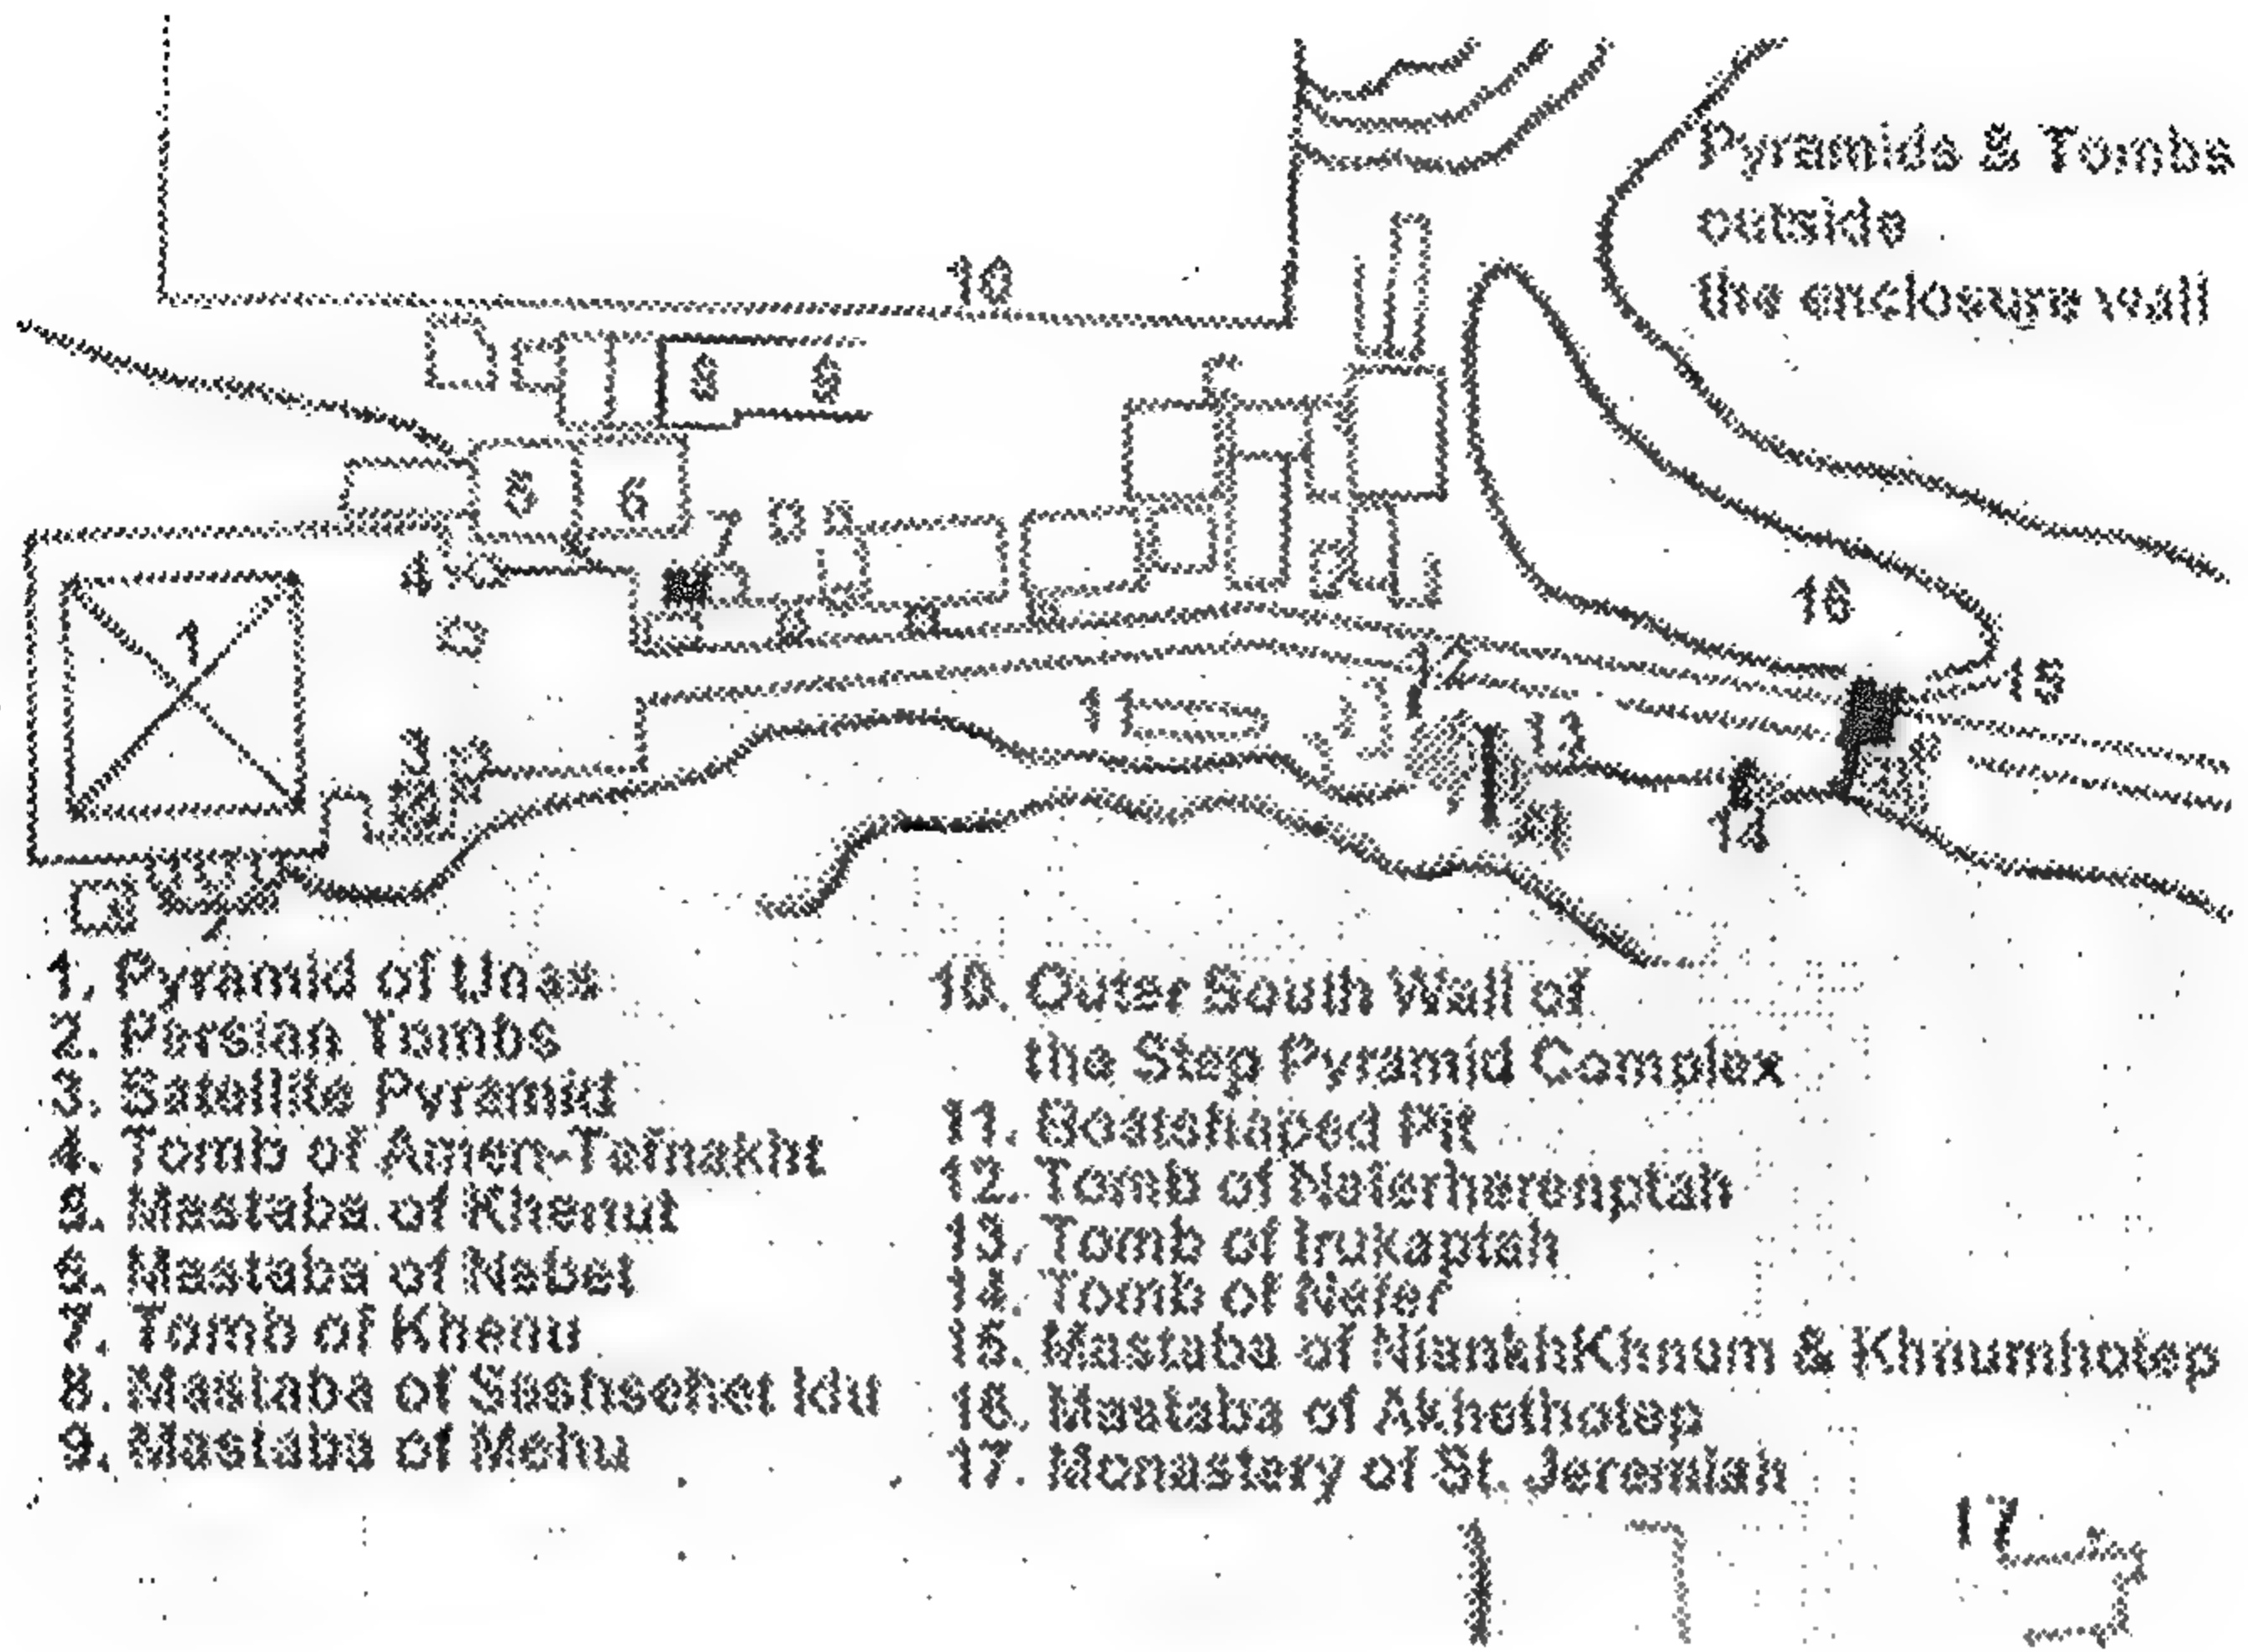 10
Pyramids & Tombs
outside
the enclosure wall
8 9
5 6
7
4
1
16
12
15
11
13
3
14
2
1. Pyramid of Unas
2. Persian Tombs
3. Satellite Pyramid
4. Tomb of Amen-Tefnakht
5. Mastaba of Khenut
6. Mastaba of Nebet
7. Tomb of Khenu
8. Mastaba of Seshsehet Idu
9. Mastaba of Mehu
10. Outer South Wall of
the Step Pyramid Complex
11. Boatshaped Pit
12. Tomb of Neferherenptah
13. Tomb of Irukaptah
14. Tomb of Nefer
15. Mastaba of NiankhKhnum & Khnumhotep
16. Mastaba of Akhethotep
17. Monastery of St. Jeremiah
17